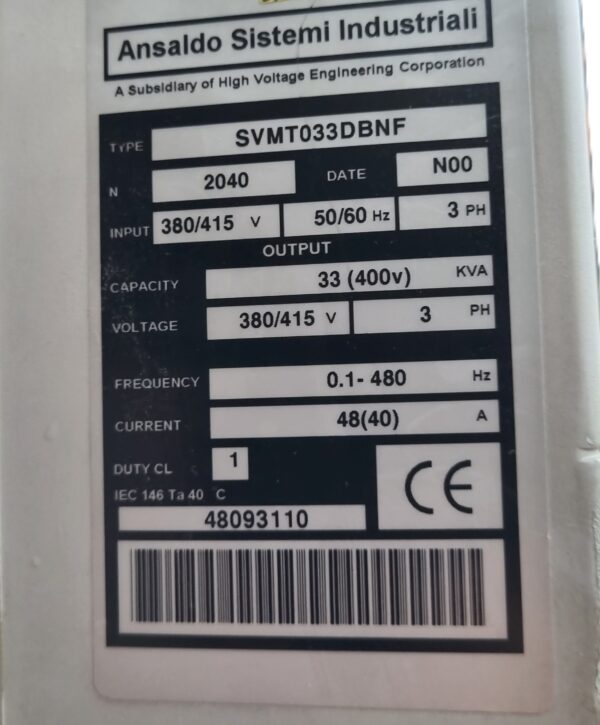 Ansaldo Sistemi Industriali
A Subsidiary of High Voltage Engineering Corporation
TYPE SVMT033DBNF
N 2040 DATE N00
INPUT 380/415 V 50/60 Hz 3 PH
OUTPUT
CAPACITY 33 (400v) KVA
VOLTAGE 380/415 V 3 PH
FREQUENCY 0.1- 480 Hz
CURRENT 48(40) A
DUTY CL 1
IEC 146 Ta 40 C
CE
48093110